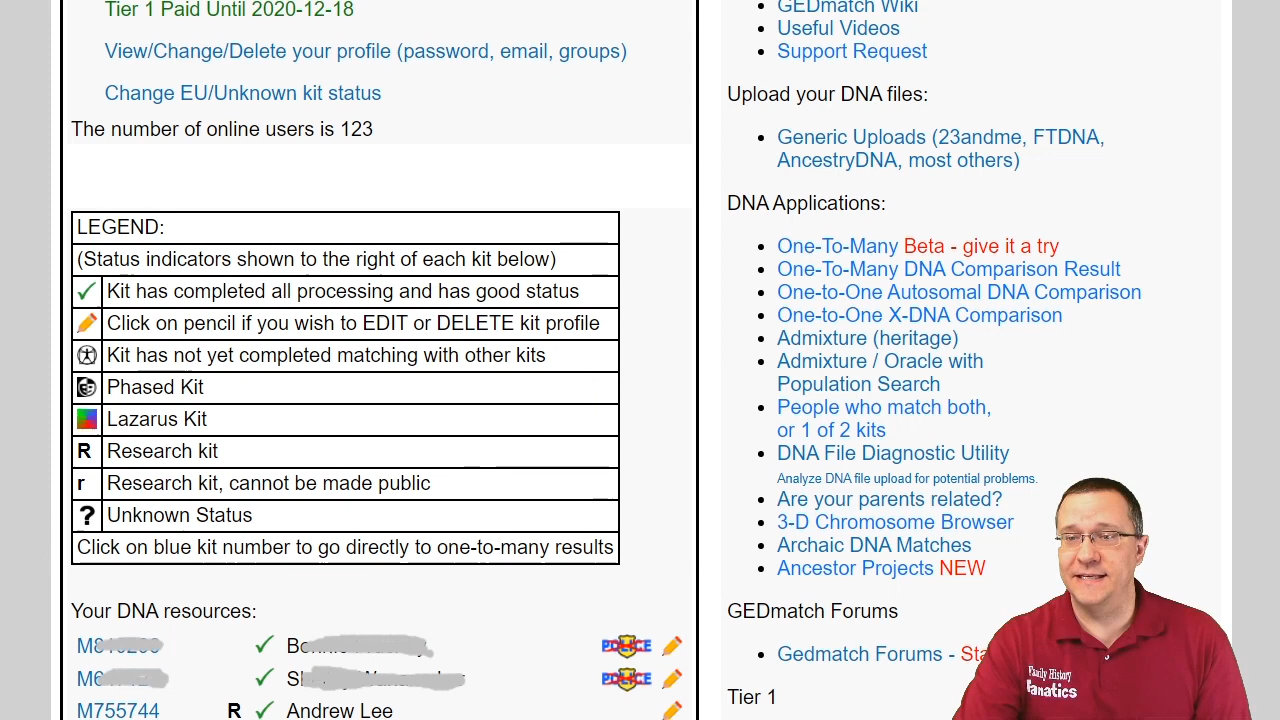 Tier 1 Paid Until 2020-12-18
View/Change/Delete your profile (password, email, groups)
Change EU/Unknown kit status
The number of online users is 123
LEGEND:
(Status indicators shown to the right of each kit below)
Kit has completed all processing and has good status
Click on pencil if you wish to EDIT or DELETE kit profile
Kit has not yet completed matching with other kits
Phased Kit
Lazarus Kit
R Research kit
r Research kit, cannot be made public
? Unknown Status
Click on blue kit number to go directly to one-to-many results
Your DNA resources:
POLICE
POLICE
M755744 R Andrew Lee
GEDmatch Wiki
Useful Videos
Support Request
Upload your DNA files:
Generic Uploads (23andme, FTDNA,
AncestryDNA, most others)
DNA Applications:
One-To-Many Beta - give it a try
One-To-Many DNA Comparison Result
One-to-One Autosomal DNA Comparison
One-to-One X-DNA Comparison
Admixture (heritage)
Admixture / Oracle with
Population Search
People who match both,
or 1 of 2 kits
DNA File Diagnostic Utility
Analyze DNA file upload for potential problems.
Are your parents related?
3-D Chromosome Browser
Archaic DNA Matches
Ancestor Projects NEW
GEDmatch Forums
Gedmatch Forums -
Tier 1
Family History
fanatics